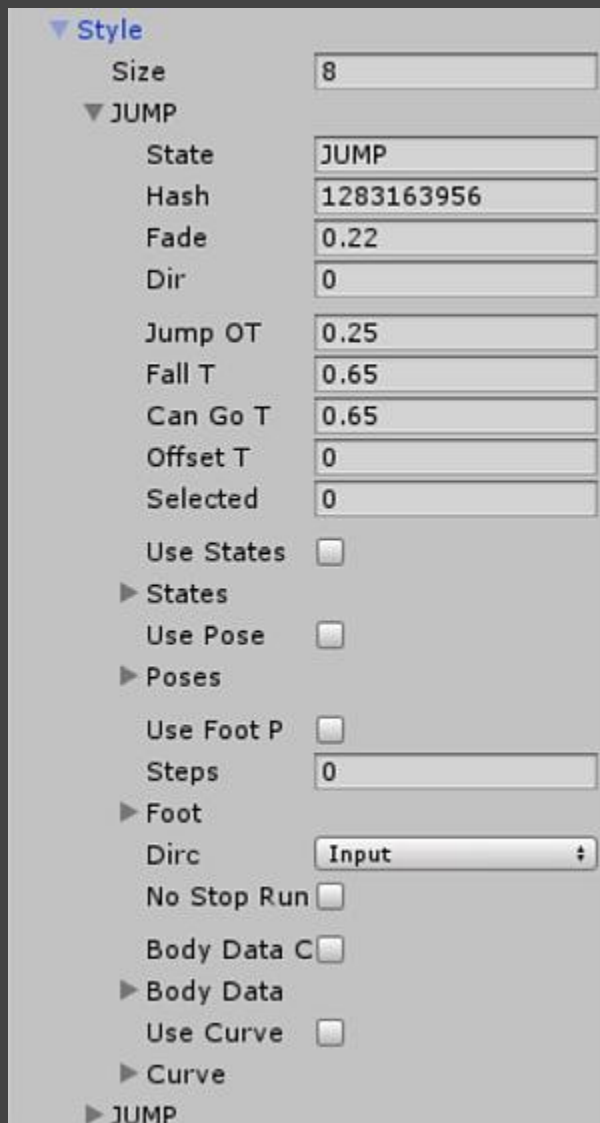 Style
Size 8
JUMP
State JUMP
Hash 1283163956
Fade 0.22
Dir 0
Jump OT 0.25
Fall T 0.65
Can Go T 0.65
Offset T 0
Selected 0
Use States
States
Use Pose
Poses
Use Foot P
Steps 0
Foot
Dirc Input
No Stop Run
Body Data C
Body Data
Use Curve
Curve
JUMP